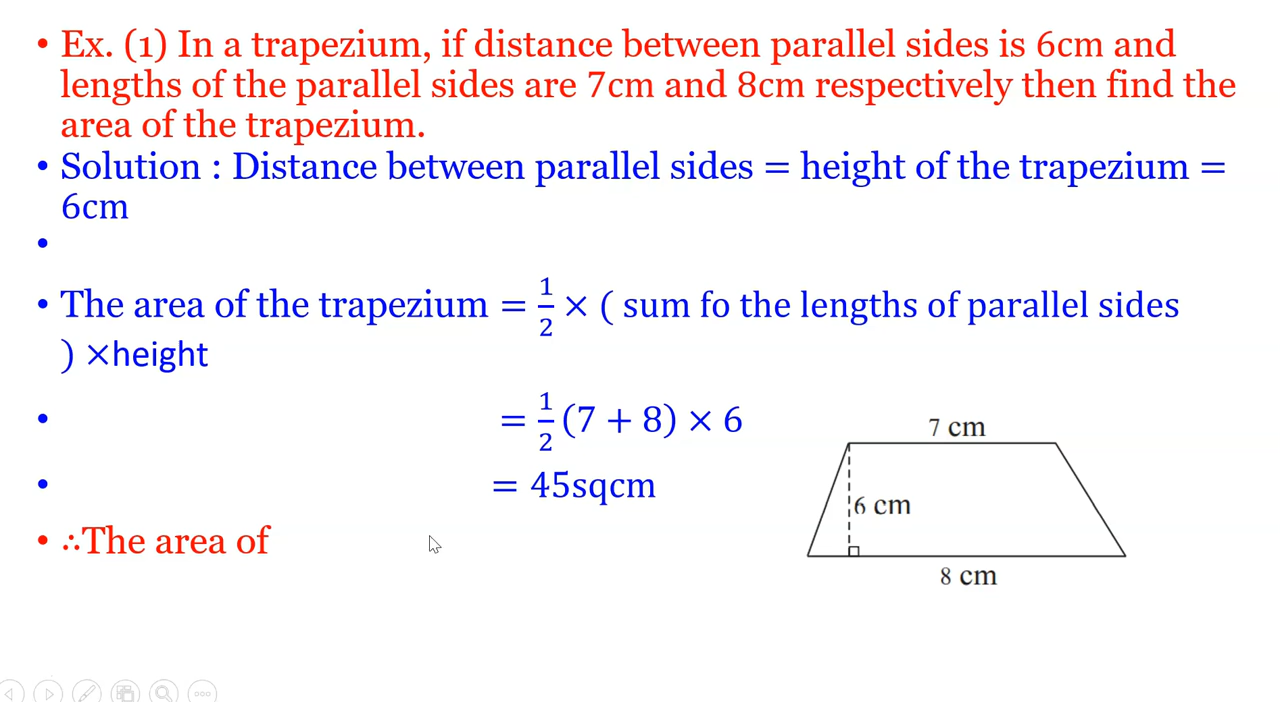 • Ex. (1) In a trapezium, if distance between parallel sides is 6cm and
lengths of the parallel sides are 7cm and 8cm respectively then find the
area of the trapezium.
• Solution : Distance between parallel sides = height of the trapezium =
6cm
•
• The area of the trapezium = 1/2 × ( sum fo the lengths of parallel sides
) ×height
• = 1/2 (7 + 8) × 6
• = 45sqcm
• ∴The area of
7 cm
6 cm
8 cm